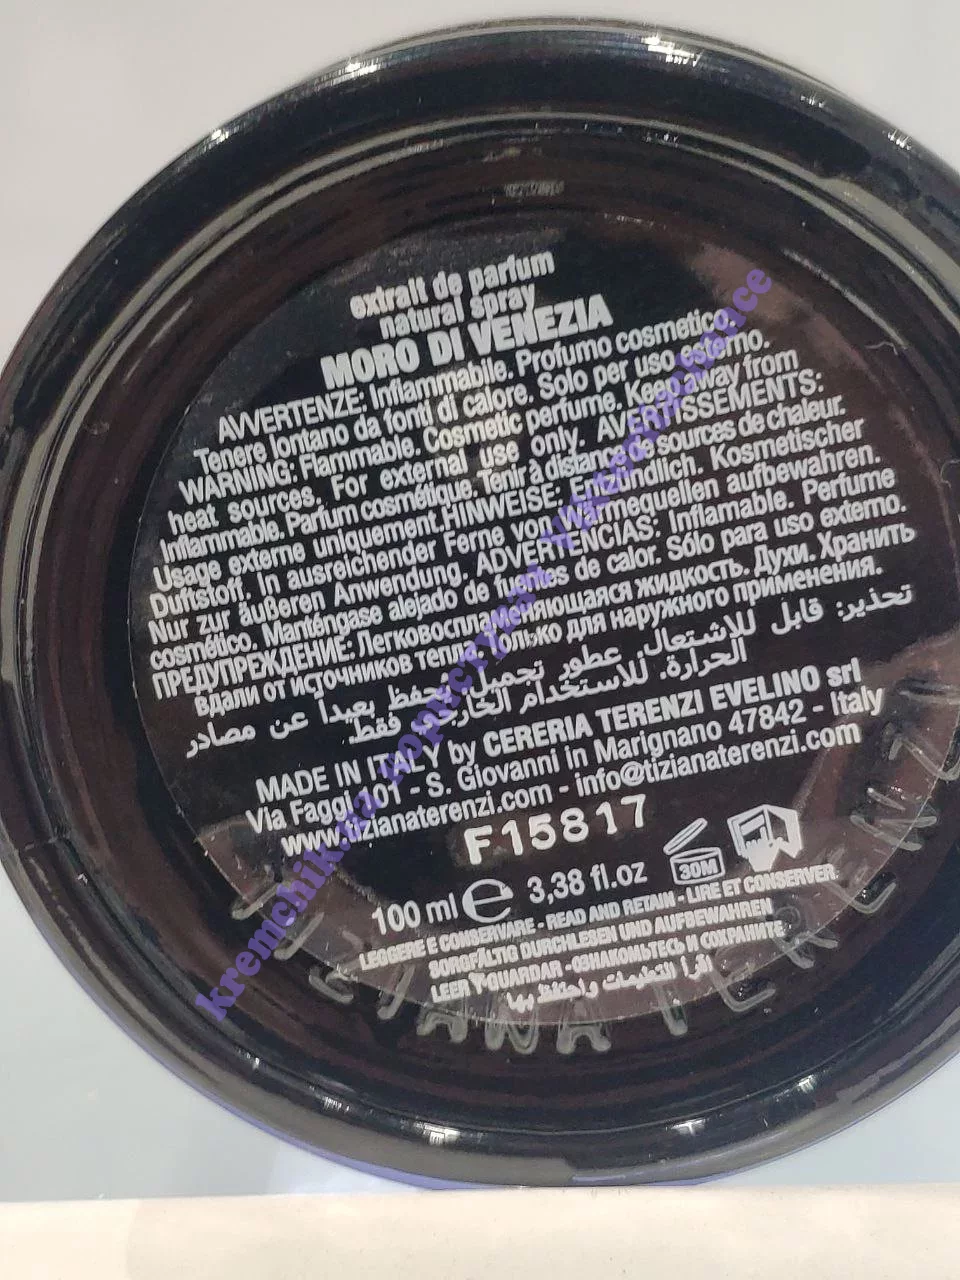 extrait de parfum
natural spray
MORO DI VENEZIA
AVVERTENZE: Infiammabile. Profumo cosmetico.
Tenere lontano da fonti di calore. Solo per uso esterno.
WARNING: Flammable. Cosmetic perfume. Keep away from
heat sources. For external use only. AVERTISSEMENTS:
Inflammable. Parfum cosmétique. Tenir à distance de sources de chaleur.
Usage externe uniquement.HINWEISE: Entzündlich. Kosmetischer
Duftstoff. In ausreichender Ferne von Wärmequellen aufbewahren.
Nur zur äußeren Anwendung. ADVERTENCIAS: Inflamable. Perfume
cosmético. Manténgase alejado de fuentes de calor. Sólo para uso externo.
ПРЕДУПРЕЖДЕНИЕ: Легковоспламеняющаяся жидкость. Духи. Хранить
вдали от источников тепла. Только для наружного применения.
تحذير: قابل للاشتعال. عطور تجميل. تحفظ بعيداً عن مصادر
الحرارة. للاستخدام الخارجي فقط.
MADE IN ITALY by CERERIA TERENZI EVELINO srl
Via Faggi 101 - S. Giovanni in Marignano 47842 - Italy
www.tizianaterenzi.com - info@tizianaterenzi.com
F15817
100 ml e 3,38 fl.oz 30M
LEGGERE E CONSERVARE - READ AND RETAIN - LIRE ET CONSERVER
SORGFÄLTIG DURCHLESEN UND AUFBEWAHREN
LEER Y GUARDAR - ОЗНАКОМЬТЕСЬ И СОХРАНИТЕ
اقرأ التعليمات واحتفظ بها
TIZIANA TERENZI
kremchik.ua